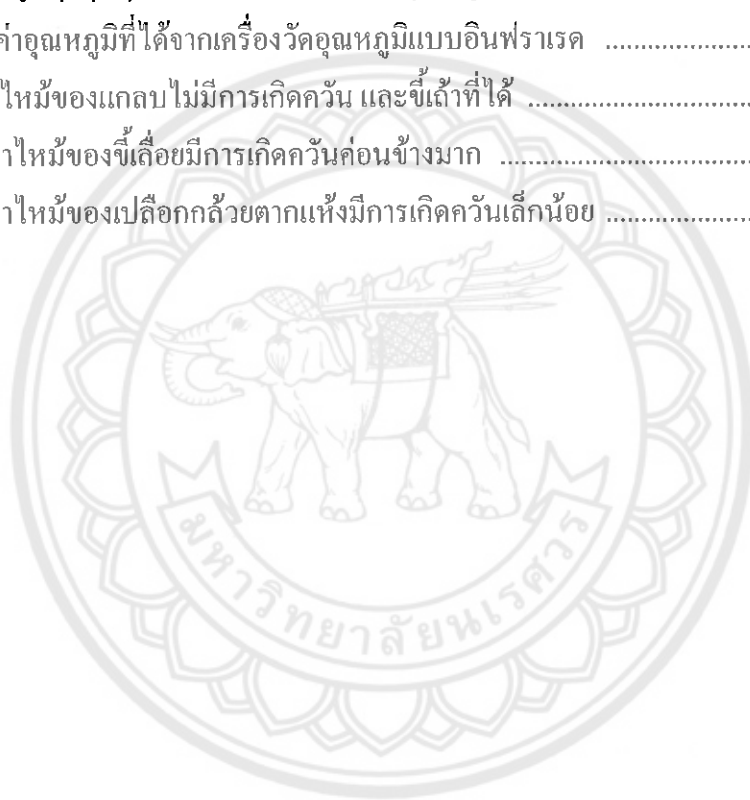 ค่าอุณหภูมิที่ได้จากเครื่องวัดอุณหภูมิแบบอินฟราเรด ....................
ไหม้ของแกลบไม่มีการเกิดควัน และขี้เถ้าที่ได้ ..............................
าไหม้ของขี้เลื่อยมีการเกิดควันค่อนข้างมาก ..................................
าไหม้ของเปลือกกล้วยตากแห้งมีการเกิดควันเล็กน้อย ....................
มหาวิทยาลัยนเรศวร